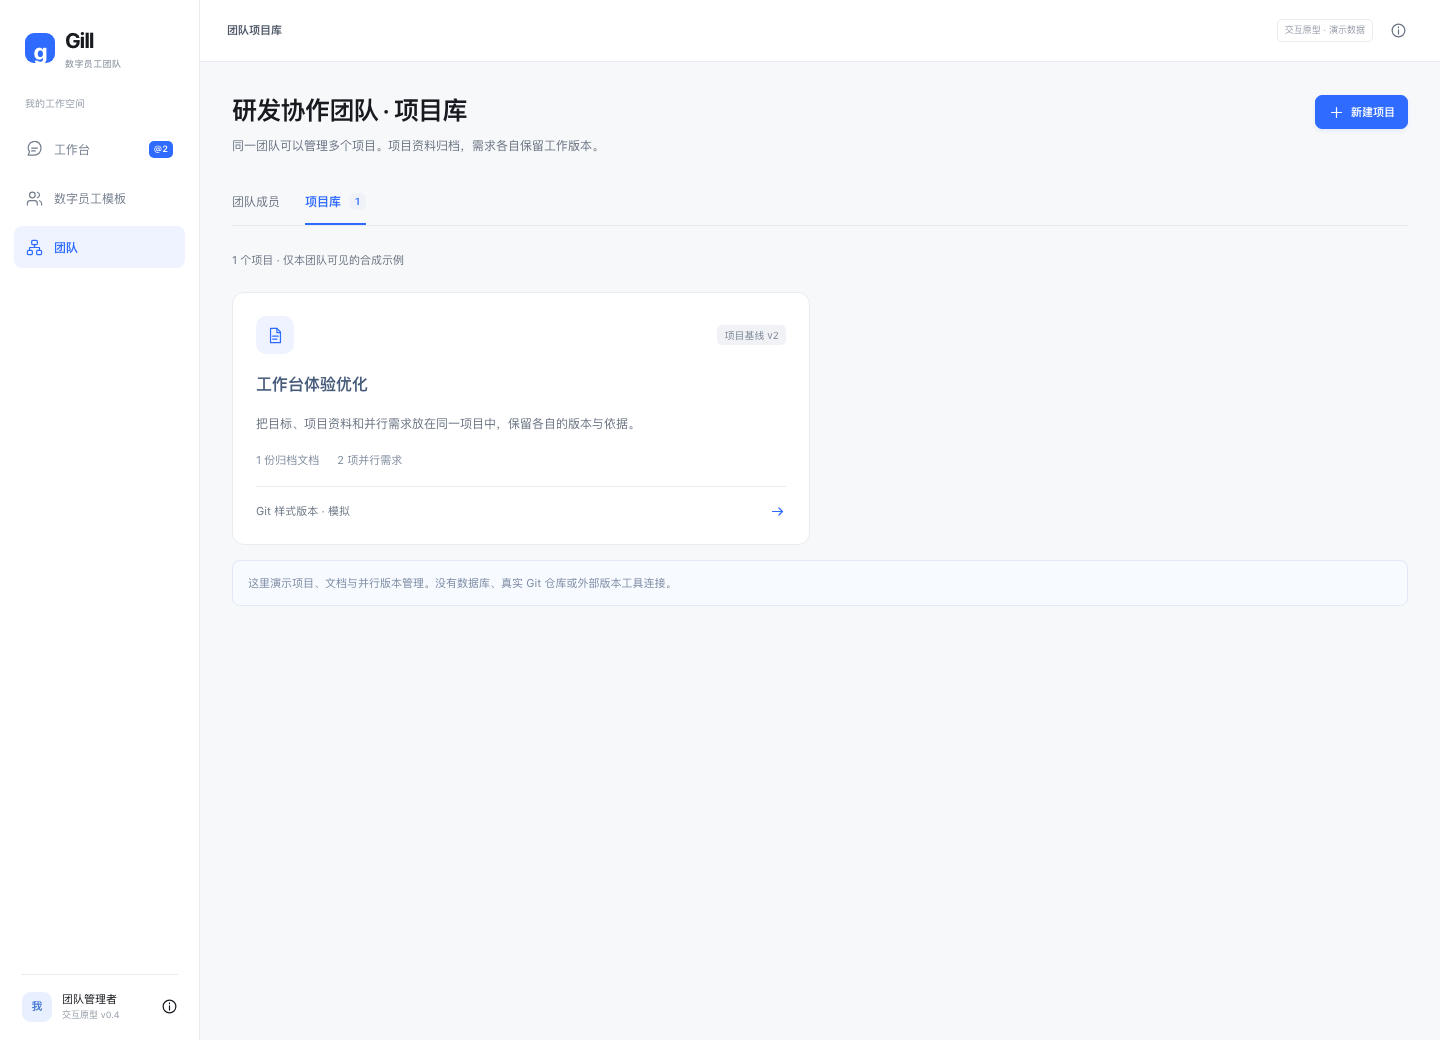 g
Gill
数字员工团队
我的工作空间
工作台
@2
数字员工模板
团队
我
团队管理者
交互原型 v0.4
团队项目库
交互原型 · 演示数据
研发协作团队 · 项目库
新建项目
同一团队可以管理多个项目。项目资料归档，需求各自保留工作版本。
团队成员
项目库 1
1 个项目 · 仅本团队可见的合成示例
项目基线 v2
工作台体验优化
把目标、项目资料和并行需求放在同一项目中，保留各自的版本与依据。
1 份归档文档 2 项并行需求
Git 样式版本 · 模拟
这里演示项目、文档与并行版本管理。没有数据库、真实 Git 仓库或外部版本工具连接。